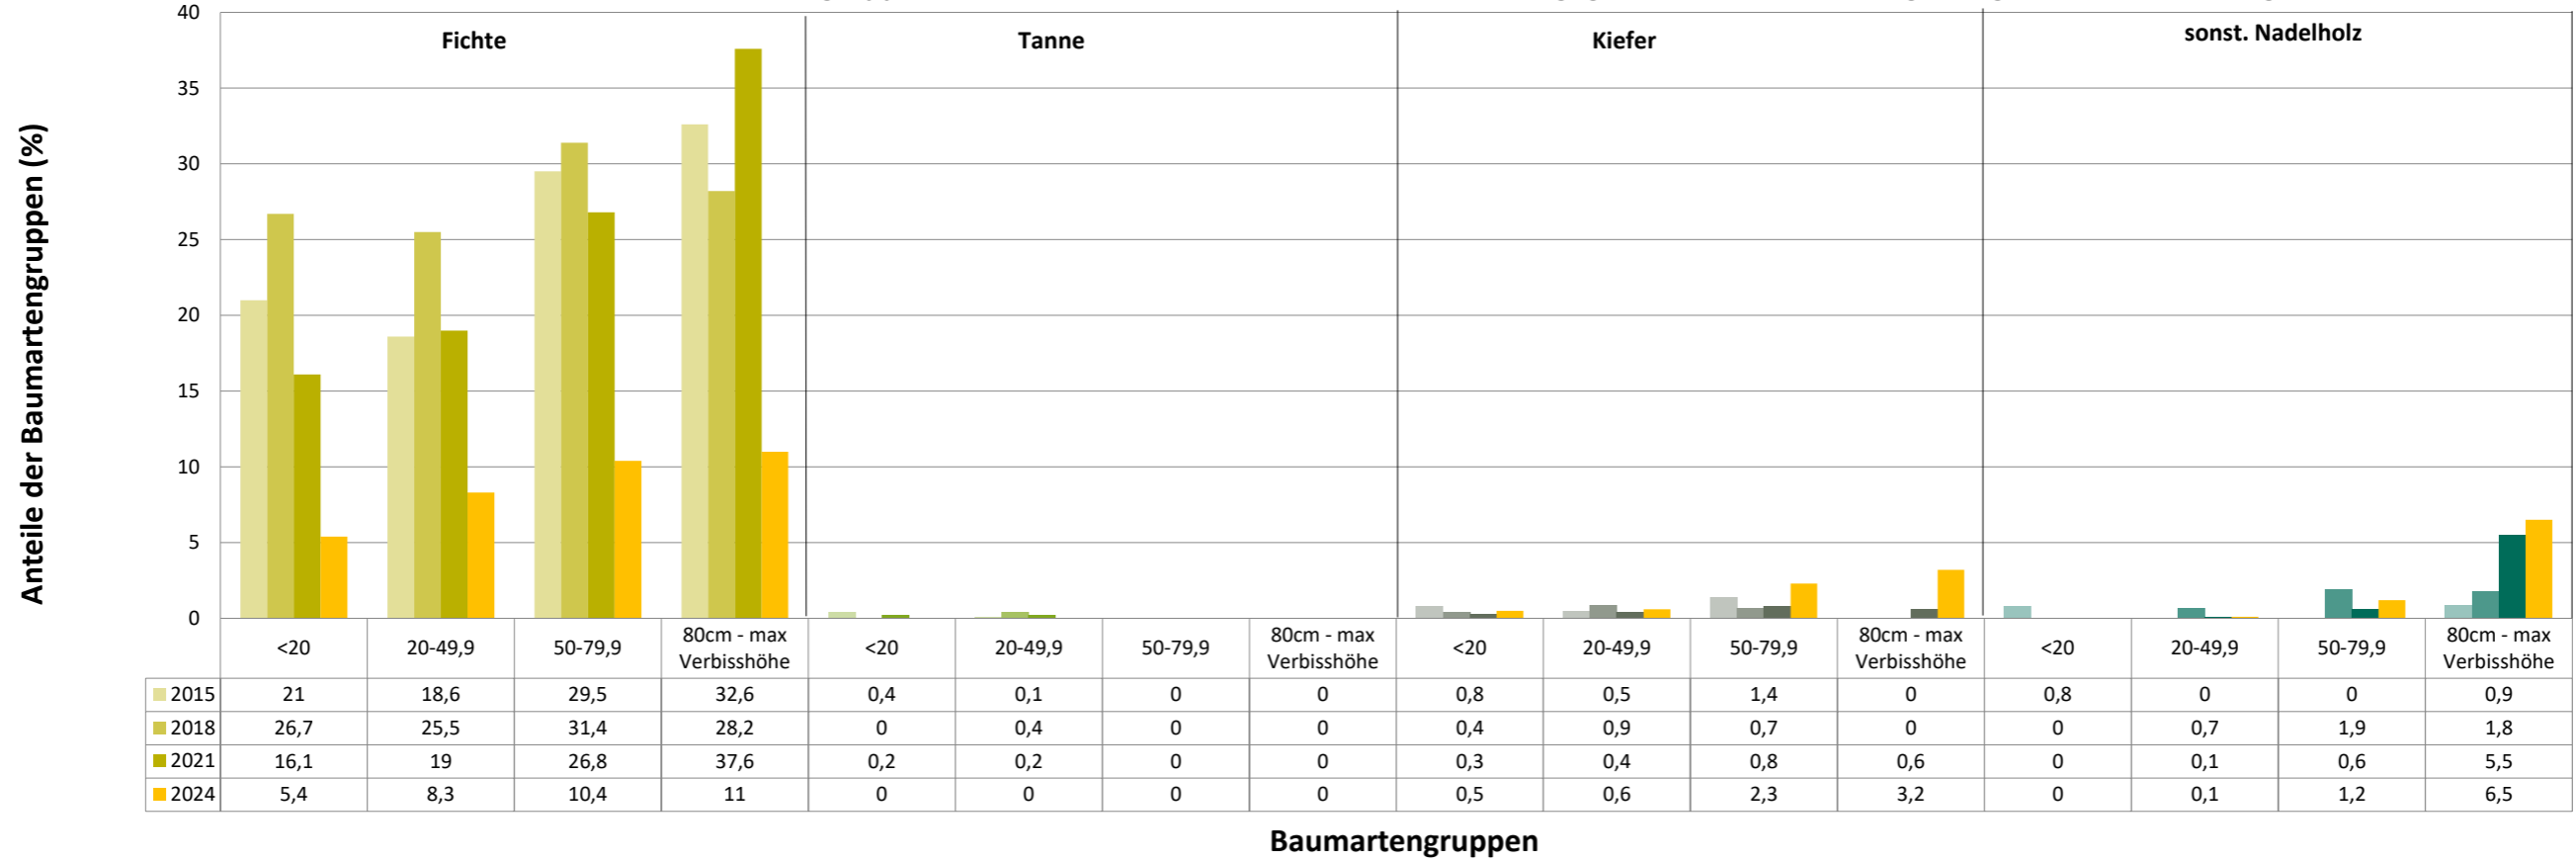 Anteile der Baumartengruppen (%)
40
35
30
25
20
15
10
5
0
Fichte
Tanne
Kiefer
sonst. Nadelholz
<20 20-49,9 50-79,9 80cm - max Verbisshöhe <20 20-49,9 50-79,9 80cm - max Verbisshöhe <20 20-49,9 50-79,9 80cm - max Verbisshöhe <20 20-49,9 50-79,9 80cm - max Verbisshöhe
2015 21 18,6 29,5 32,6 0,4 0,1 0 0 0,8 0,5 1,4 0 0,8 0 0 0,9
2018 26,7 25,5 31,4 28,2 0 0,4 0 0 0,4 0,9 0,7 0 0 0,7 1,9 1,8
2021 16,1 19 26,8 37,6 0,2 0,2 0 0 0,3 0,4 0,8 0,6 0 0,1 0,6 5,5
2024 5,4 8,3 10,4 11 0 0 0 0 0,5 0,6 2,3 3,2 0 0,1 1,2 6,5
Baumartengruppen